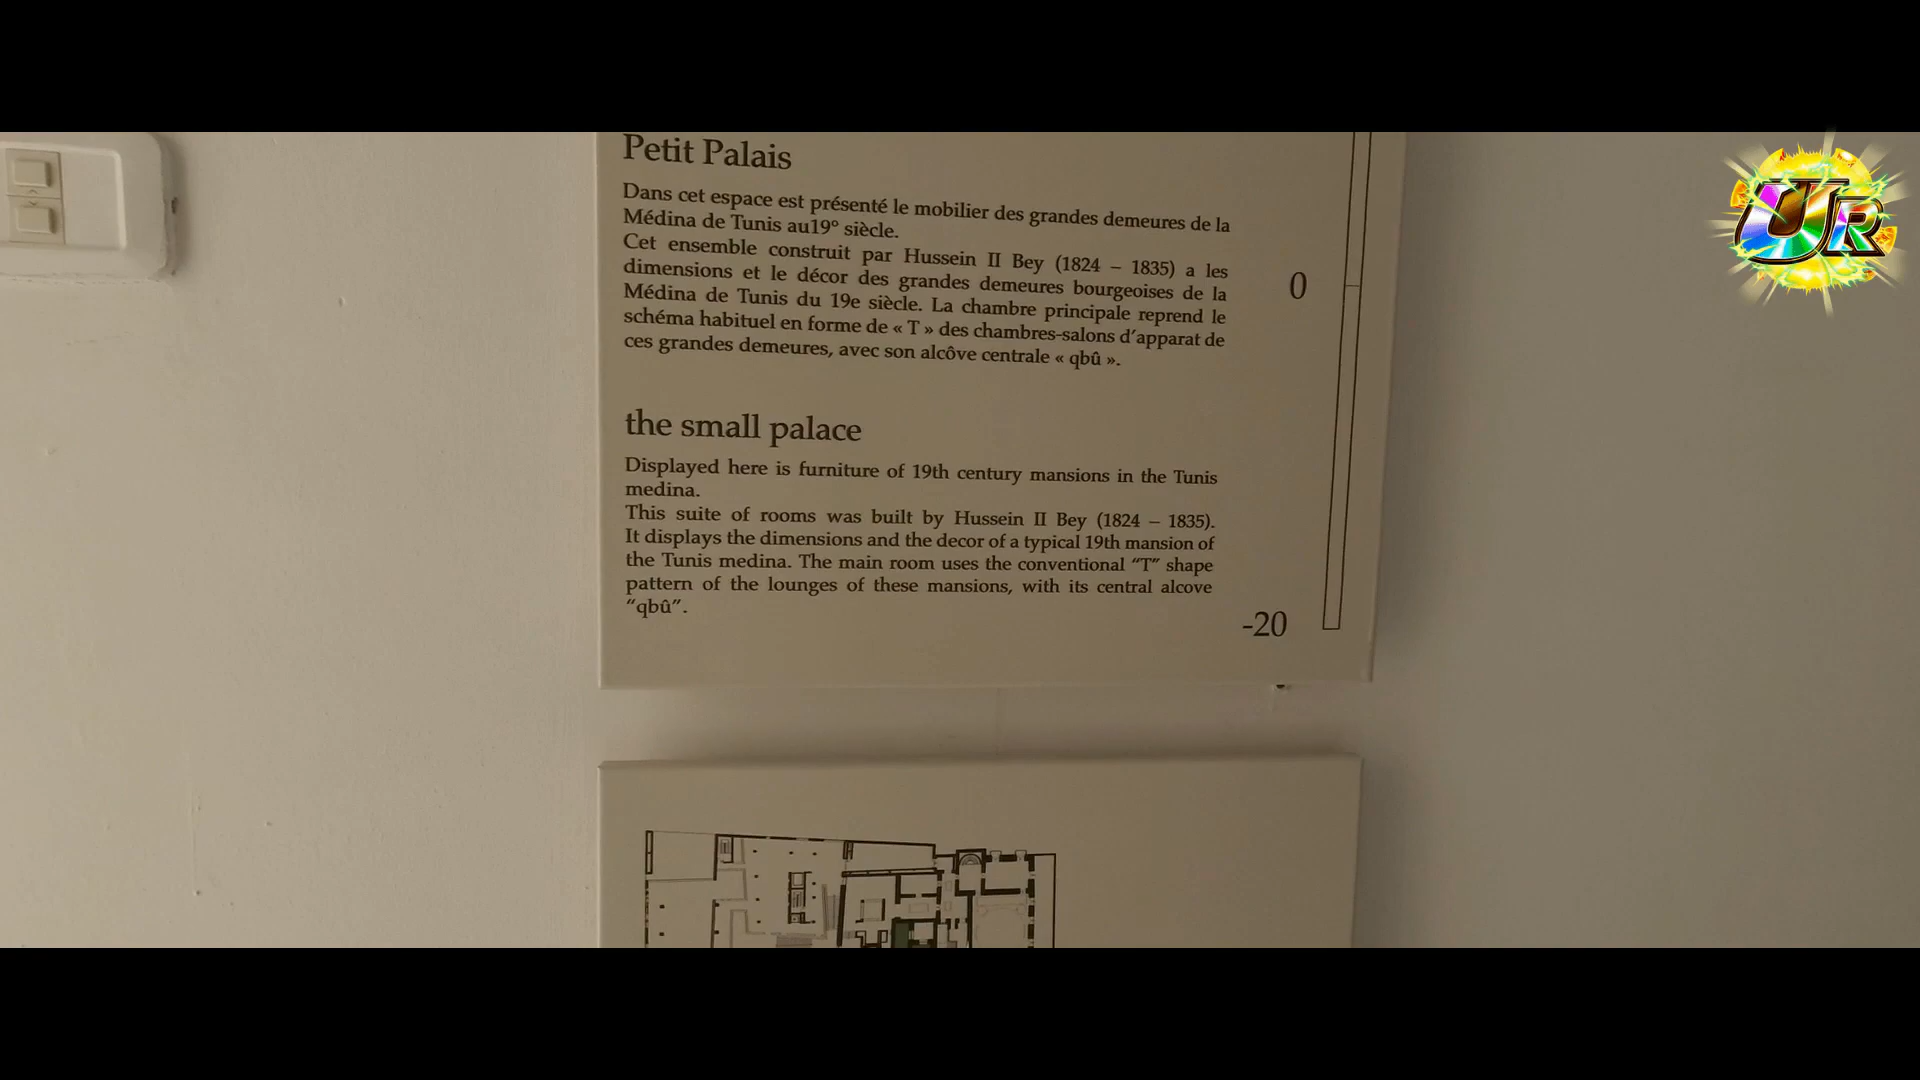 Petit Palais
Dans cet espace est présenté le mobilier des grandes demeures de la
Médina de Tunis au19° siècle.
Cet ensemble construit par Hussein II Bey (1824 – 1835) a les
dimensions et le décor des grandes demeures bourgeoises de la
Médina de Tunis du 19e siècle. La chambre principale reprend le
schéma habituel en forme de « T » des chambres-salons d'apparat de
ces grandes demeures, avec son alcôve centrale « qbû ».
0
the small palace
Displayed here is furniture of 19th century mansions in the Tunis
medina.
This suite of rooms was built by Hussein II Bey (1824 – 1835).
It displays the dimensions and the decor of a typical 19th mansion of
the Tunis medina. The main room uses the conventional "T" shape
pattern of the lounges of these mansions, with its central alcove
"qbû".
-20
UR